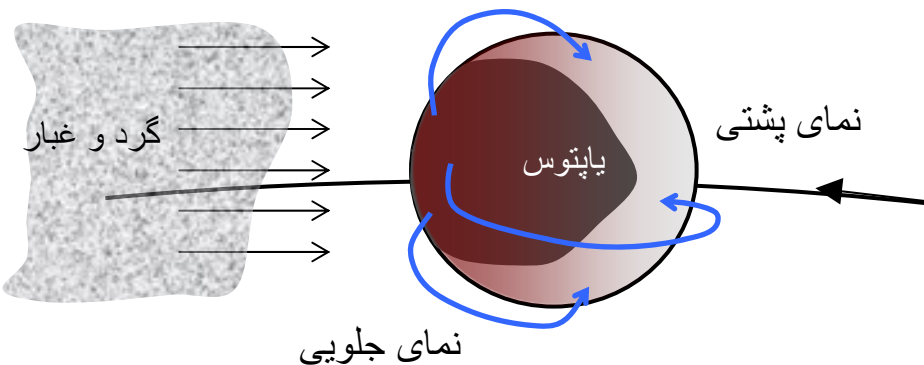 نمای پشتی
گرد و غبار
یاپتوس
نمای جلویی